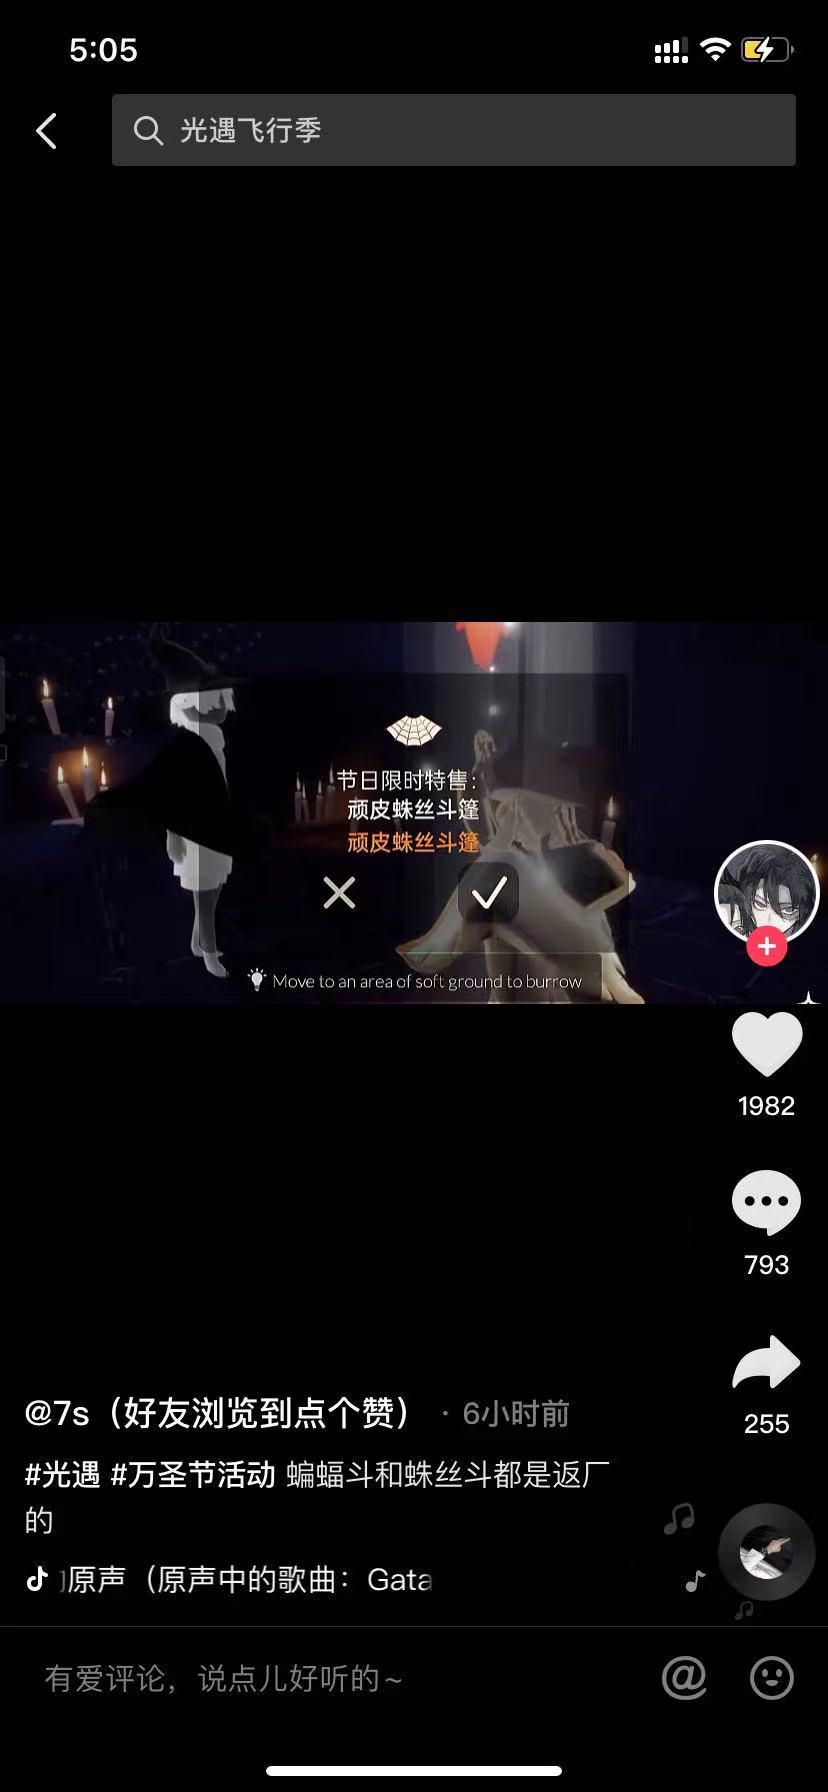 5:05
光遇飞行季
节日限时特售：
顽皮蛛丝斗篷
顽皮蛛丝斗篷
Move to an area of soft ground to burrow
1982
793
255
@7s（好友浏览到点个赞） · 6小时前
#光遇 #万圣节活动 蝙蝠斗和蛛丝斗都是返厂
的
原声（原声中的歌曲：Gata
有爱评论，说点儿好听的~